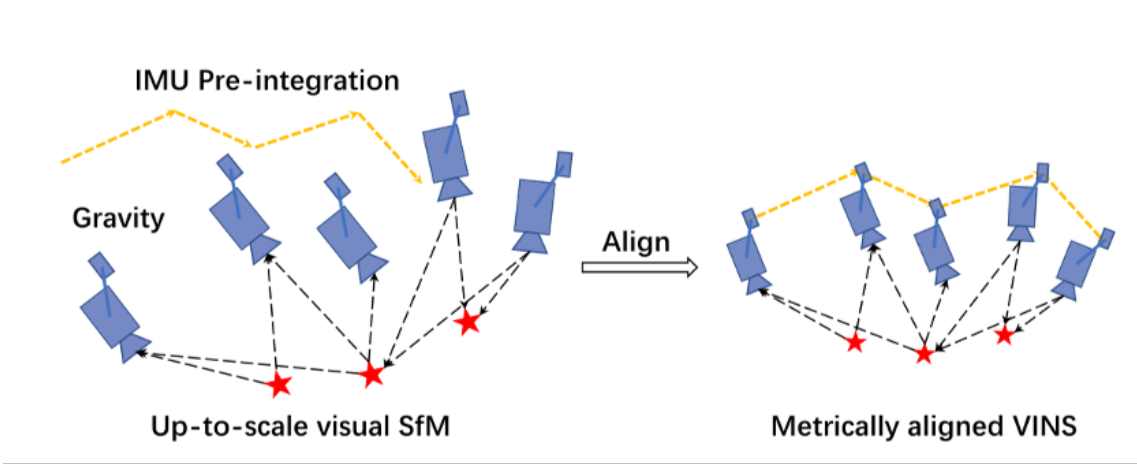 IMU Pre-integration
Gravity
Align
Up-to-scale visual SfM
Metrically aligned VINS